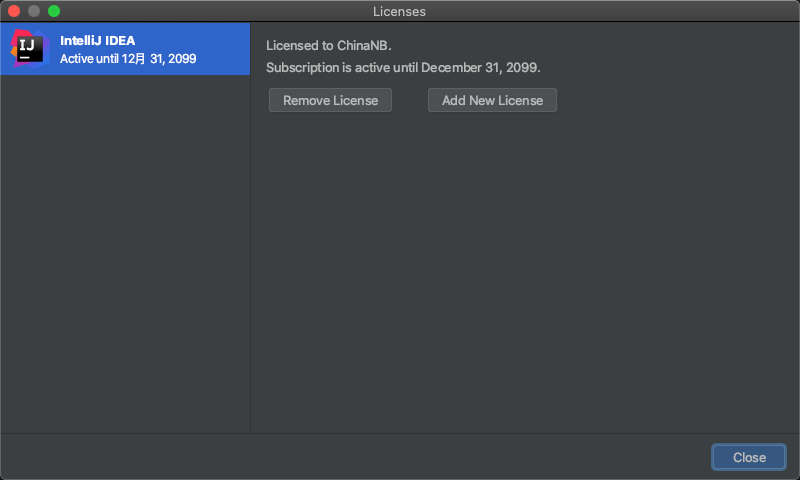 Licenses
IJ
IntelliJ IDEA
Active until 12月 31, 2099
Licensed to ChinaNB.
Subscription is active until December 31, 2099.
Remove License
Add New License
Close